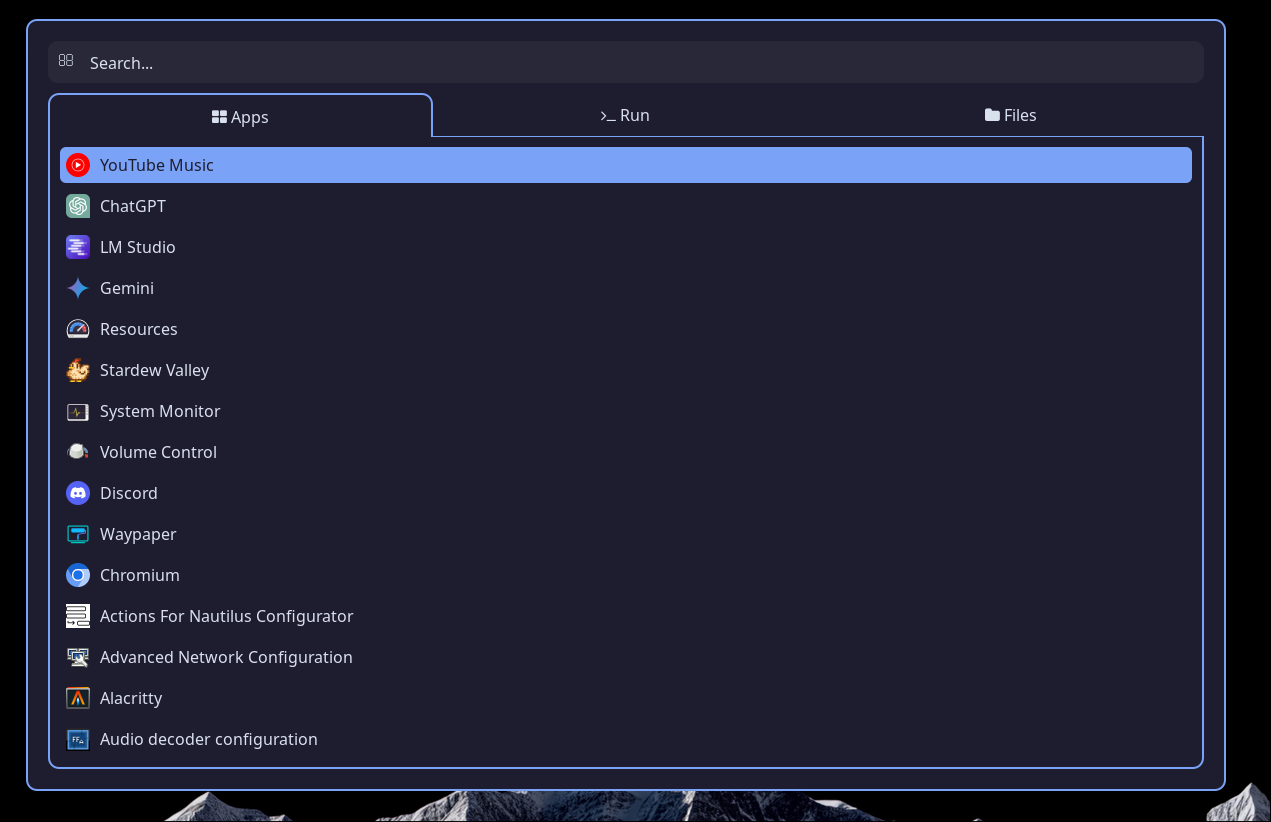 Search...
Apps
Run
Files
YouTube Music
ChatGPT
LM Studio
Gemini
Resources
Stardew Valley
System Monitor
Volume Control
Discord
Waypaper
Chromium
Actions For Nautilus Configurator
Advanced Network Configuration
Alacritty
Audio decoder configuration